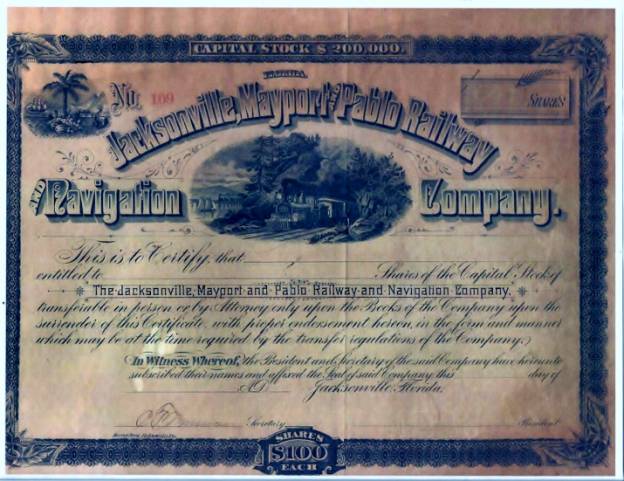 CAPITAL STOCK $ 200,000.
No. 109
SHARES
Jacksonville, Mayport and Pablo Railway
AND Navigation Company.
This is to Certify that
entitled to Shares of the Capital Stock of
The Jacksonville, Mayport and Pablo Railway and Navigation Company,
transferable in person or by Attorney only upon the Books of the Company upon the
surrender of this Certificate with proper endorsement hereon, in the form and manner
which may be at the time required by the transfer regulations of the Company.
In Witness Whereof, the President and Secretary of the said Company have hereunto
subscribed their names and affixed the Seal of said Company this day of
AD. Jacksonville, Florida.
Secretary President
SHARES
$100
EACH